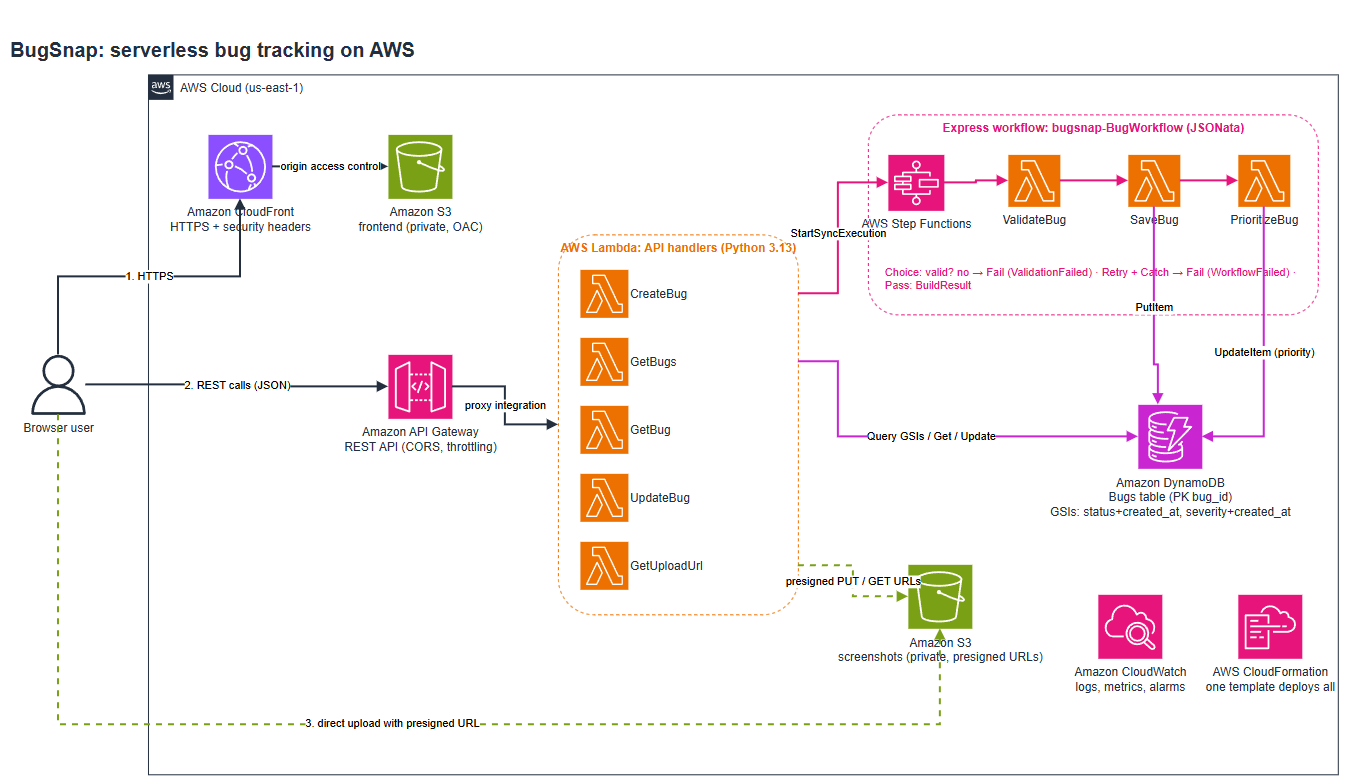 BugSnap: serverless bug tracking on AWS
aws
AWS Cloud (us-east-1)
Express workflow: bugsnap-BugWorkflow (JSONata)
origin access control
Amazon CloudFront
HTTPS + security headers
Amazon S3
frontend (private, OAC)
AWS Step Functions
ValidateBug
SaveBug
PrioritizeBug
StartSyncExecution
AWS Lambda: API handlers (Python 3.13)
1. HTTPS
Choice: valid? no → Fail (ValidationFailed) · Retry + Catch → Fail (WorkflowFailed) ·
Pass: BuildResult
CreateBug
PutItem
UpdateItem (priority)
GetBugs
2. REST calls (JSON)
proxy integration
Browser user
Amazon API Gateway
REST API (CORS, throttling)
GetBug
Query GSIs / Get / Update
Amazon DynamoDB
Bugs table (PK bug_id)
GSIs: status+created_at, severity+created_at
UpdateBug
GetUploadUrl
presigned PUT / GET URLs
Amazon S3
screenshots (private, presigned URLs)
Amazon CloudWatch
logs, metrics, alarms
AWS CloudFormation
one template deploys all
3. direct upload with presigned URL